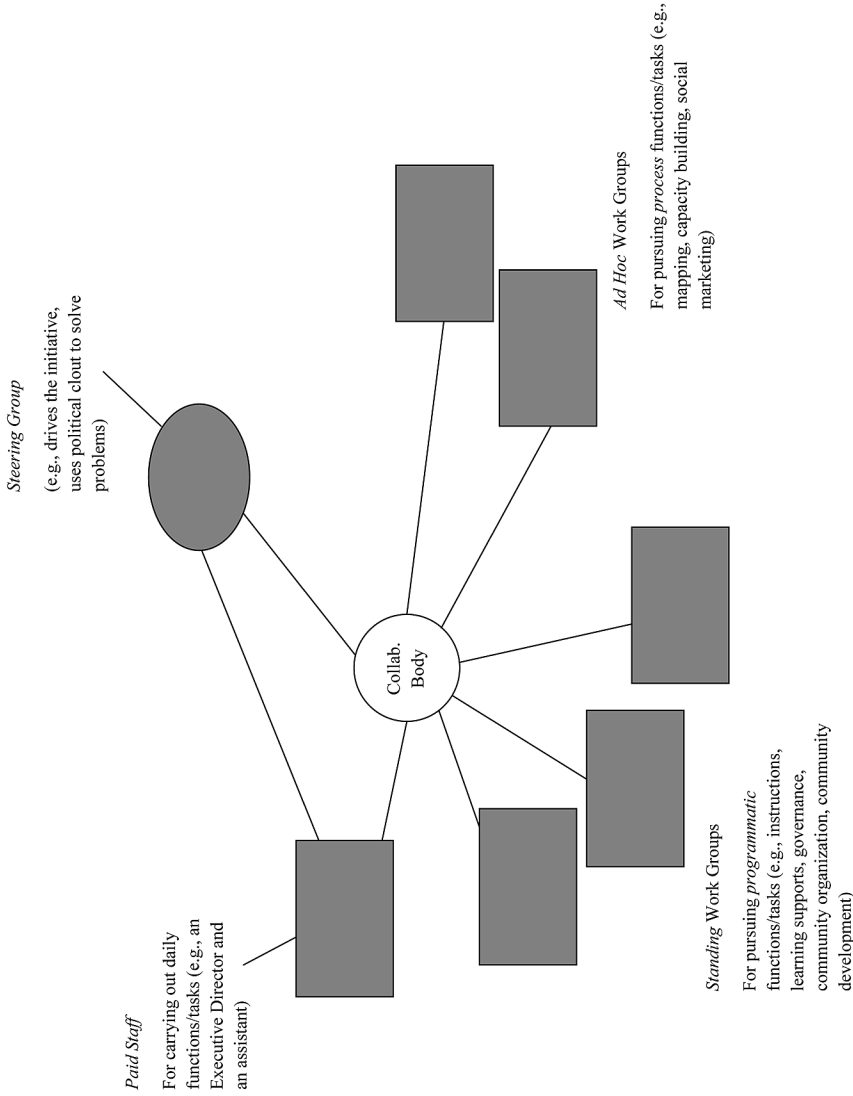 Steering Group
(e.g., drives the initiative,
uses political clout to solve
problems)
Paid Staff
For carrying out daily
functions/tasks (e.g., an
Executive Director and
an assistant)
Collab.
Body
Ad Hoc Work Groups
For pursuing process functions/tasks (e.g.,
mapping, capacity building, social
marketing)
Standing Work Groups
For pursuing programmatic
functions/tasks (e.g., instructions,
learning supports, governance,
community organization, community
development)